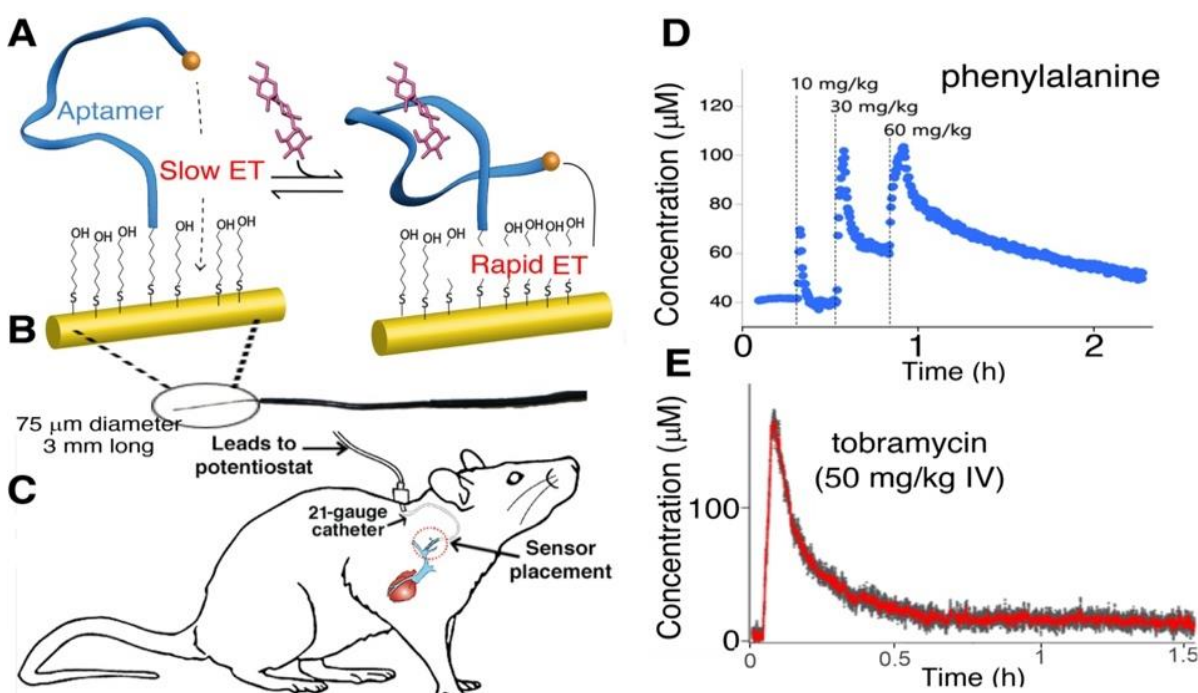 A
Aptamer
Slow ET
OH
OH
OH
OH
OH
OH
S
S
S
S
S
S
S
OH
OH
OH
OH
OH
OH
OH
Rapid ET
S
S
S
S
S
S
S
S
B
75 μm diameter
3 mm long
C
Leads to
potentiostat
21-gauge
catheter
Sensor
placement
D
phenylalanine
10 mg/kg
30 mg/kg
60 mg/kg
Concentration (μM)
120
100
80
60
40
0
1
2
Time (h)
E
tobramycin
(50 mg/kg IV)
Concentration (μM)
100
0
0
0.5
1
1.5
Time (h)